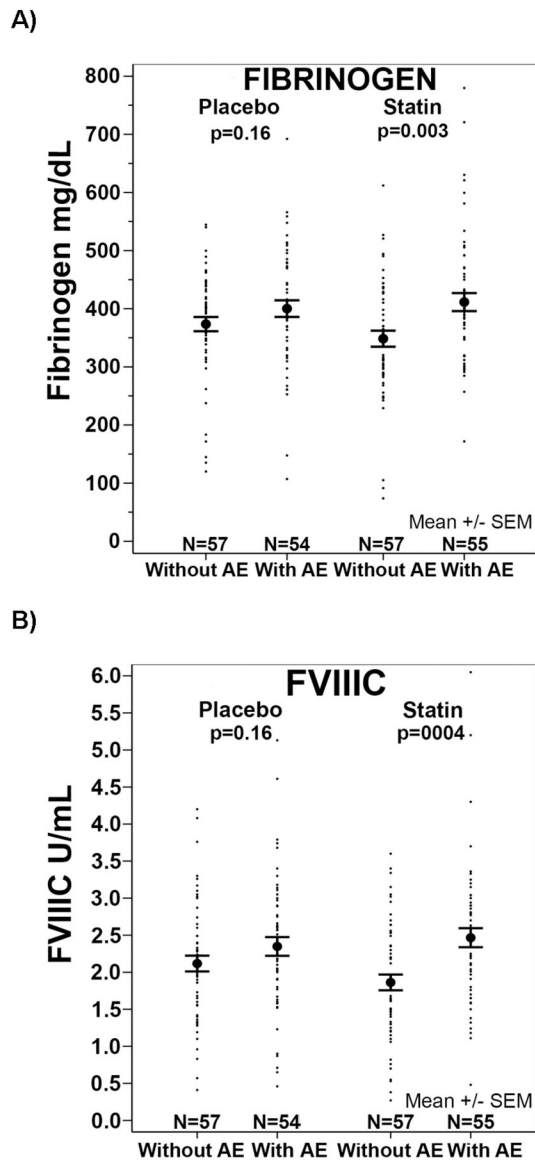 A)
FIBRINOGEN
Placebo Statin
p=0.16 p=0.003
Fibrinogen mg/dL
800
700
600
500
400
300
200
100
0
Mean +/- SEM
N=57 N=54 N=57 N=55
Without AE With AE Without AE With AE
B)
FVIIIC
Placebo Statin
p=0.16 p=0004
FVIIIC U/mL
6.0
5.5
5.0
4.5
4.0
3.5
3.0
2.5
2.0
1.5
1.0
0.5
0.0
Mean +/- SEM
N=57 N=54 N=57 N=55
Without AE With AE Without AE With AE